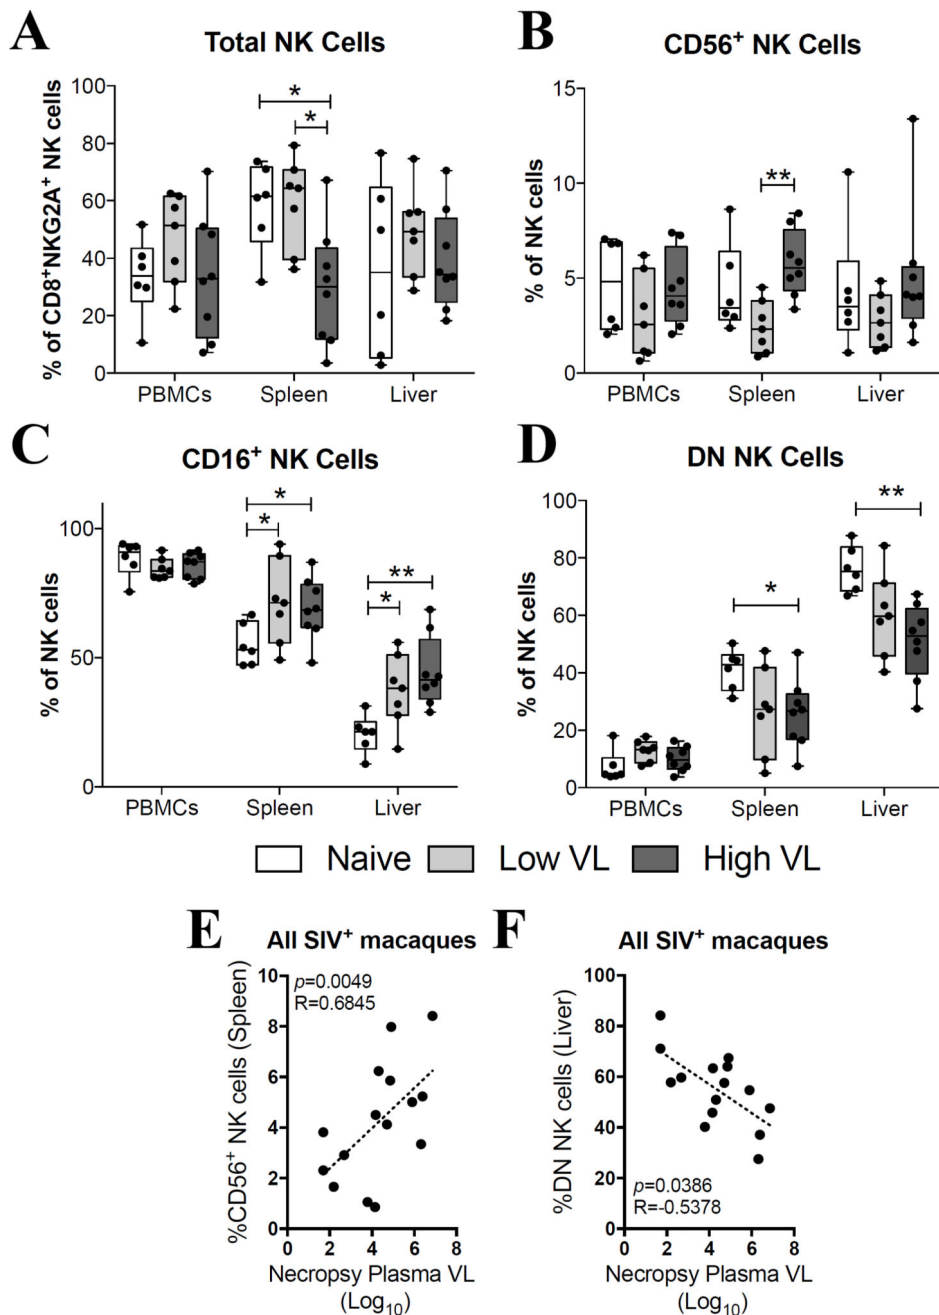 A
Total NK Cells
% of CD8⁺NKG2A⁺ NK cells
100
80
60
40
20
0
*
*
PBMCs Spleen Liver
B
CD56⁺ NK Cells
% of NK cells
15
10
5
0
**
PBMCs Spleen Liver
C
CD16⁺ NK Cells
% of NK cells
100
50
0
*
*
**
*
PBMCs Spleen Liver
D
DN NK Cells
% of NK cells
100
80
60
40
20
0
*
**
PBMCs Spleen Liver
Naive Low VL High VL
E
All SIV⁺ macaques
%CD56⁺ NK cells (Spleen)
10
8
6
4
2
0
p=0.0049
R=0.6845
0 2 4 6 8
Necropsy Plasma VL
(Log₁₀)
F
All SIV⁺ macaques
%DN NK cells (Liver)
100
80
60
40
20
0
p=0.0386
R=-0.5378
0 2 4 6 8
Necropsy Plasma VL
(Log₁₀)